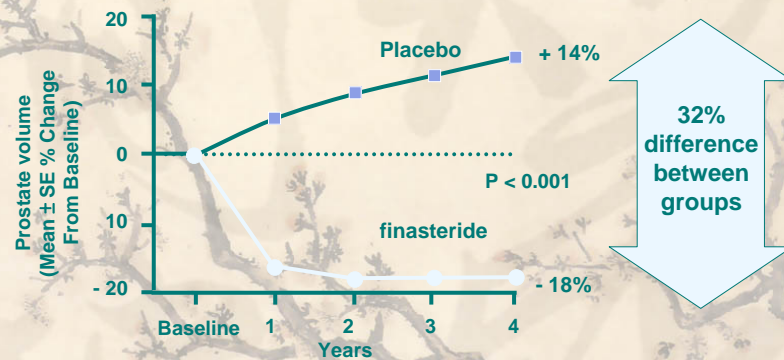 20
10
0
10
- 20
Prostate volume
(Mean ± SE % Change
From Baseline)
Placebo
+ 14%
P < 0.001
finasteride
- 18%
Baseline 1 2 3 4
Years
32%
difference
between
groups